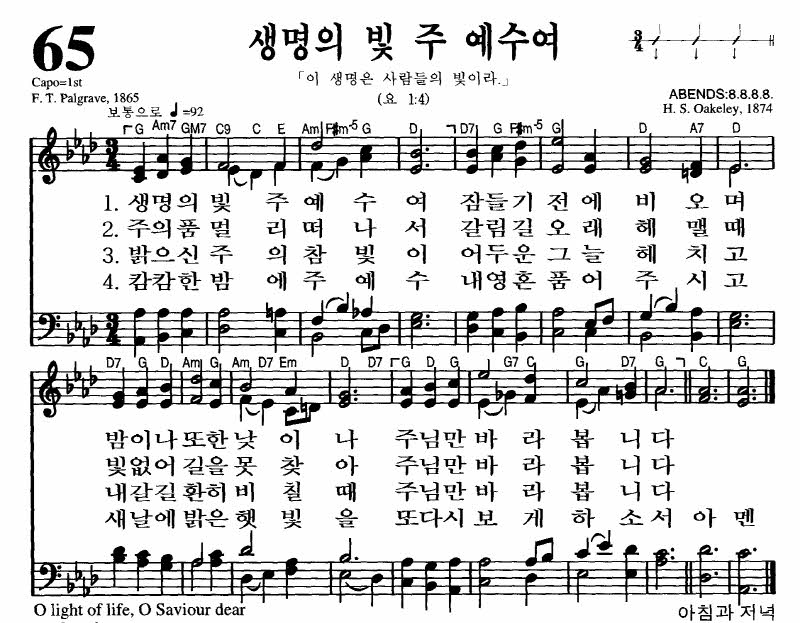 65
생명의 빛 주 예수여
「이 생명은 사람들의 빛이라.」
(요 1:4)
Capo=1st
F. T. Palgrave, 1865
보통으로 ♩=92
ABENDS:8.8.8.8.
H. S. Oakeley, 1874
G Am7 GM7 C9 C E Am F#m-5 G D D7 G F#m-5 G D A7 D
1. 생명의 빛 주 예 수 여 잠들기 전에 비 오며
2. 주의품 멀 리 떠 나 서 갈림길 오래 헤 맬때
3. 밝으신 주 의 참 빛 이 어두운 그늘 헤 치고
4. 캄캄한 밤 에 주 예 수 내영혼 품어 주 시고
D7 G D Am G Am D7 Em D D7 G D G G7 C G D7 G C G
밤이나 또한 낮 이 나 주님만 바 라 봅 니 다
빛없어 길을 못 찾 아 주님만 바 라 봅 니 다
내갈길 환히 비 칠 때 주님만 바 라 봅 니 다
새날에 밝은 햇 빛 을 또다시 보 게 하 소 서 아 멘
O light of life, O Saviour dear
아침과 저녁